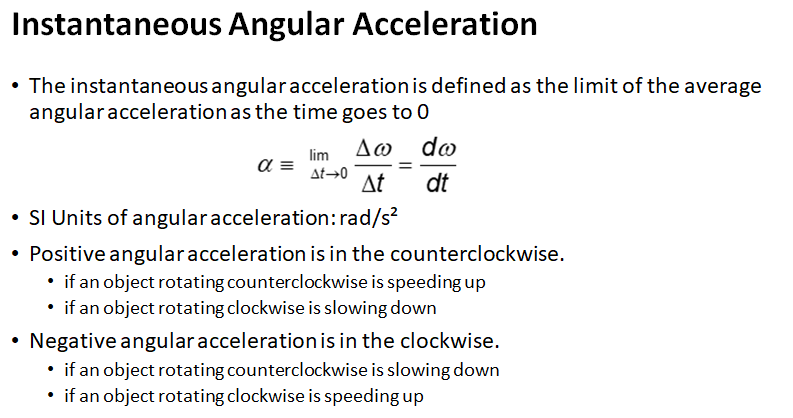 Instantaneous Angular Acceleration
• The instantaneous angular acceleration is defined as the limit of the average
angular acceleration as the time goes to 0
α ≡ lim Δt→0 Δω/Δt = dω/dt
• SI Units of angular acceleration: rad/s²
• Positive angular acceleration is in the counterclockwise.
• if an object rotating counterclockwise is speeding up
• if an object rotating clockwise is slowing down
• Negative angular acceleration is in the clockwise.
• if an object rotating counterclockwise is slowing down
• if an object rotating clockwise is speeding up